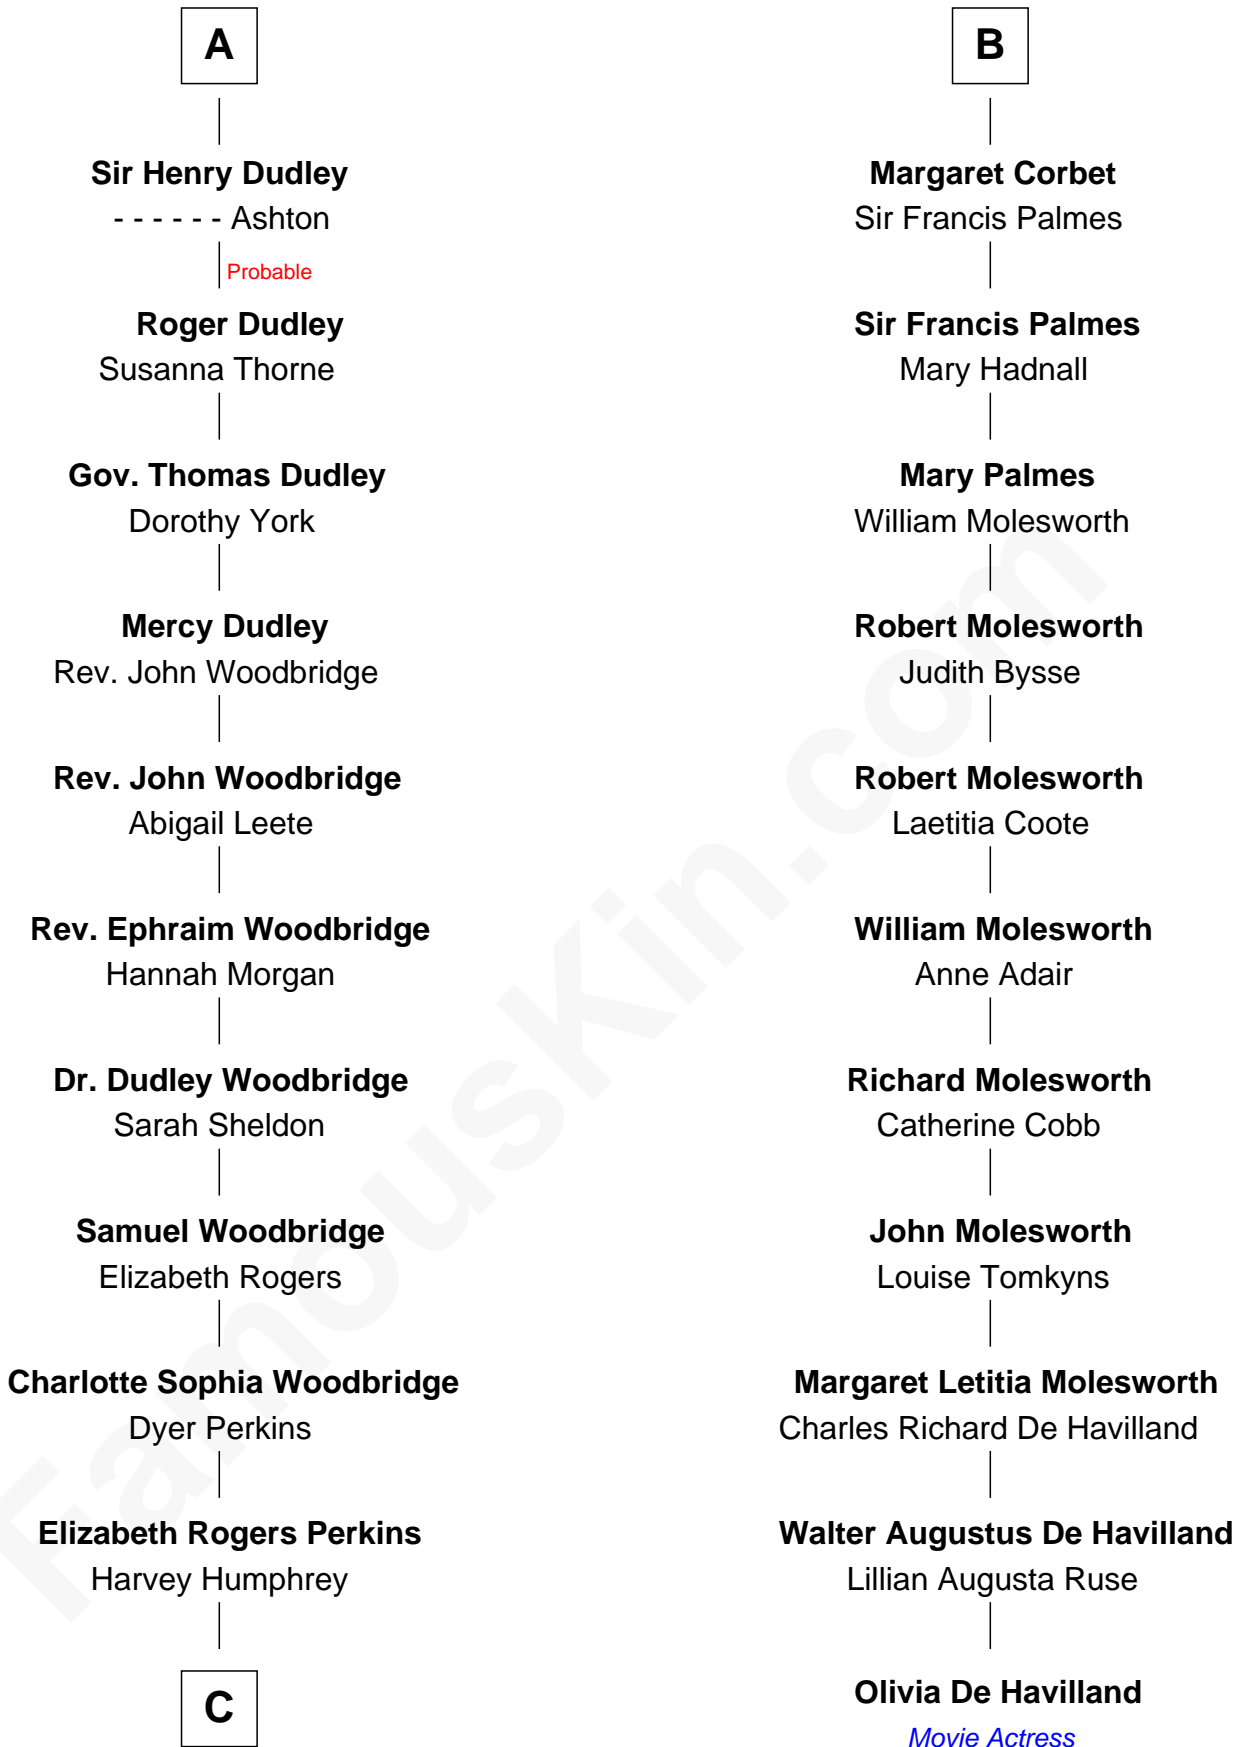 A
Sir Henry Dudley
- - - - - - Ashton
Probable
Roger Dudley
Susanna Thorne
Gov. Thomas Dudley
Dorothy York
Mercy Dudley
Rev. John Woodbridge
Rev. John Woodbridge
Abigail Leete
Rev. Ephraim Woodbridge
Hannah Morgan
Dr. Dudley Woodbridge
Sarah Sheldon
Samuel Woodbridge
Elizabeth Rogers
Charlotte Sophia Woodbridge
Dyer Perkins
Elizabeth Rogers Perkins
Harvey Humphrey
C
B
Margaret Corbet
Sir Francis Palmes
Sir Francis Palmes
Mary Hadnall
Mary Palmes
William Molesworth
Robert Molesworth
Judith Bysse
Robert Molesworth
Laetitia Coote
William Molesworth
Anne Adair
Richard Molesworth
Catherine Cobb
John Molesworth
Louise Tomkyns
Margaret Letitia Molesworth
Charles Richard De Havilland
Walter Augustus De Havilland
Lillian Augusta Ruse
Olivia De Havilland
Movie Actress
FamousKin.com